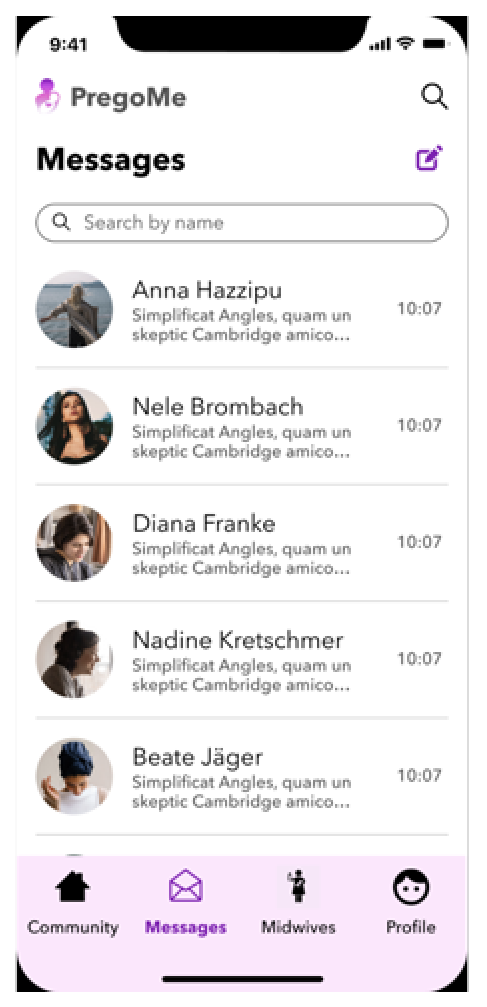 9:41
PregoMe
Messages
Search by name
Anna Hazzipu
Simplificat Angles, quam un
skeptic Cambridge amico...
10:07
Nele Brombach
Simplificat Angles, quam un
skeptic Cambridge amico...
10:07
Diana Franke
Simplificat Angles, quam un
skeptic Cambridge amico...
10:07
Nadine Kretschmer
Simplificat Angles, quam un
skeptic Cambridge amico...
10:07
Beate Jäger
Simplificat Angles, quam un
skeptic Cambridge amico...
10:07
Community Messages Midwives Profile